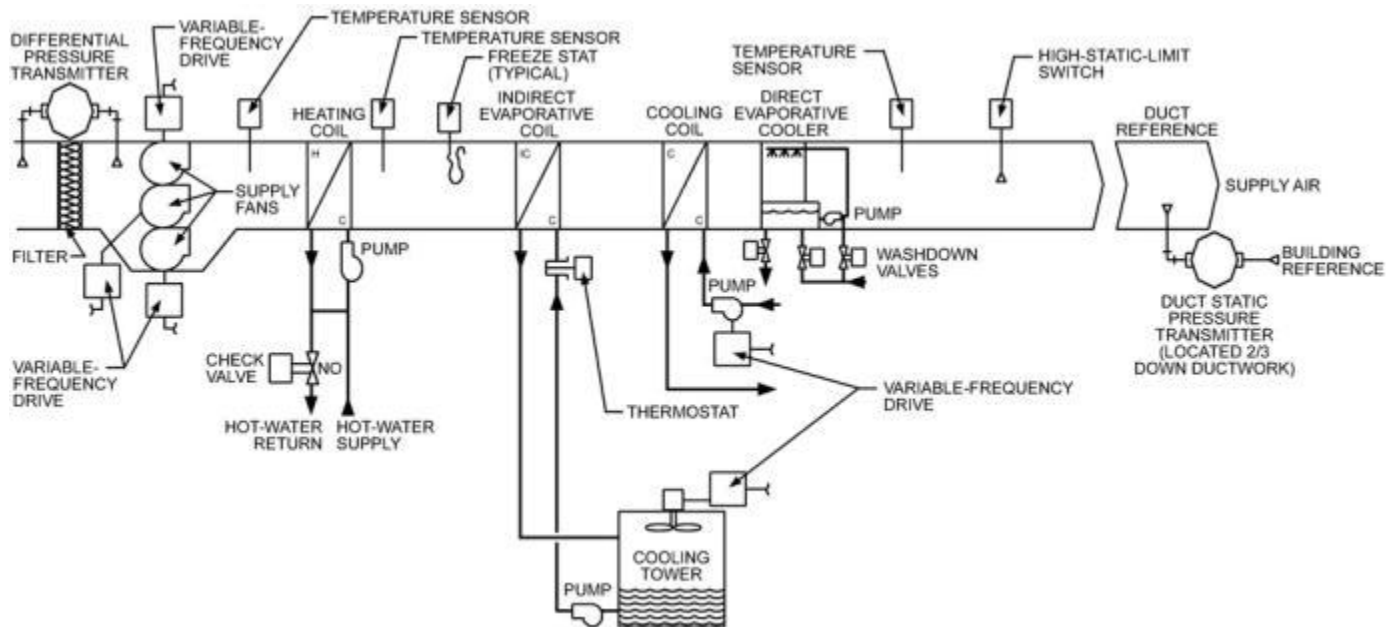 DIFFERENTIAL
PRESSURE
TRANSMITTER
VARIABLE-
FREQUENCY
DRIVE
TEMPERATURE SENSOR
TEMPERATURE SENSOR
FREEZE STAT
(TYPICAL)
HEATING
COIL
INDIRECT
EVAPORATIVE
COIL
COOLING
COIL
DIRECT
EVAPORATIVE
COOLER
TEMPERATURE
SENSOR
HIGH-STATIC-LIMIT
SWITCH
DUCT
REFERENCE
H
C
IC
C
C
C
SUPPLY
FANS
SUPPLY AIR
FILTER
PUMP
PUMP
WASHDOWN
VALVES
PUMP
BUILDING
REFERENCE
DUCT STATIC
PRESSURE
TRANSMITTER
(LOCATED 2/3
DOWN DUCTWORK)
VARIABLE-
FREQUENCY
DRIVE
CHECK
VALVE
NO
HOT-WATER
RETURN
HOT-WATER
SUPPLY
THERMOSTAT
VARIABLE-FREQUENCY
DRIVE
COOLING
TOWER
PUMP